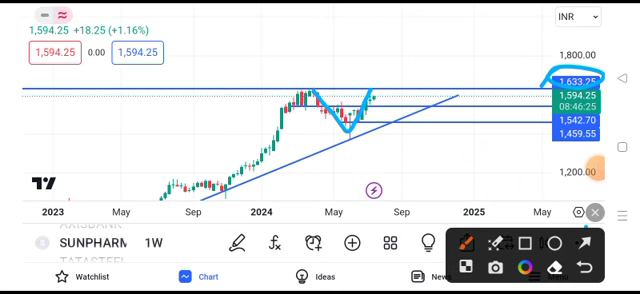 INR
1,594.25 +18.25 (+1.16%)
1,594.25 0.00 1,594.25
1,800.00
1,633.25
1,594.25
08:46:25
1,542.70
1,459.55
1,200.00
2023 May Sep 2024 May Sep 2025 May
AXISBANK
SUNPHARM 1W
TATASTEEL
Watchlist Chart Ideas News Menu